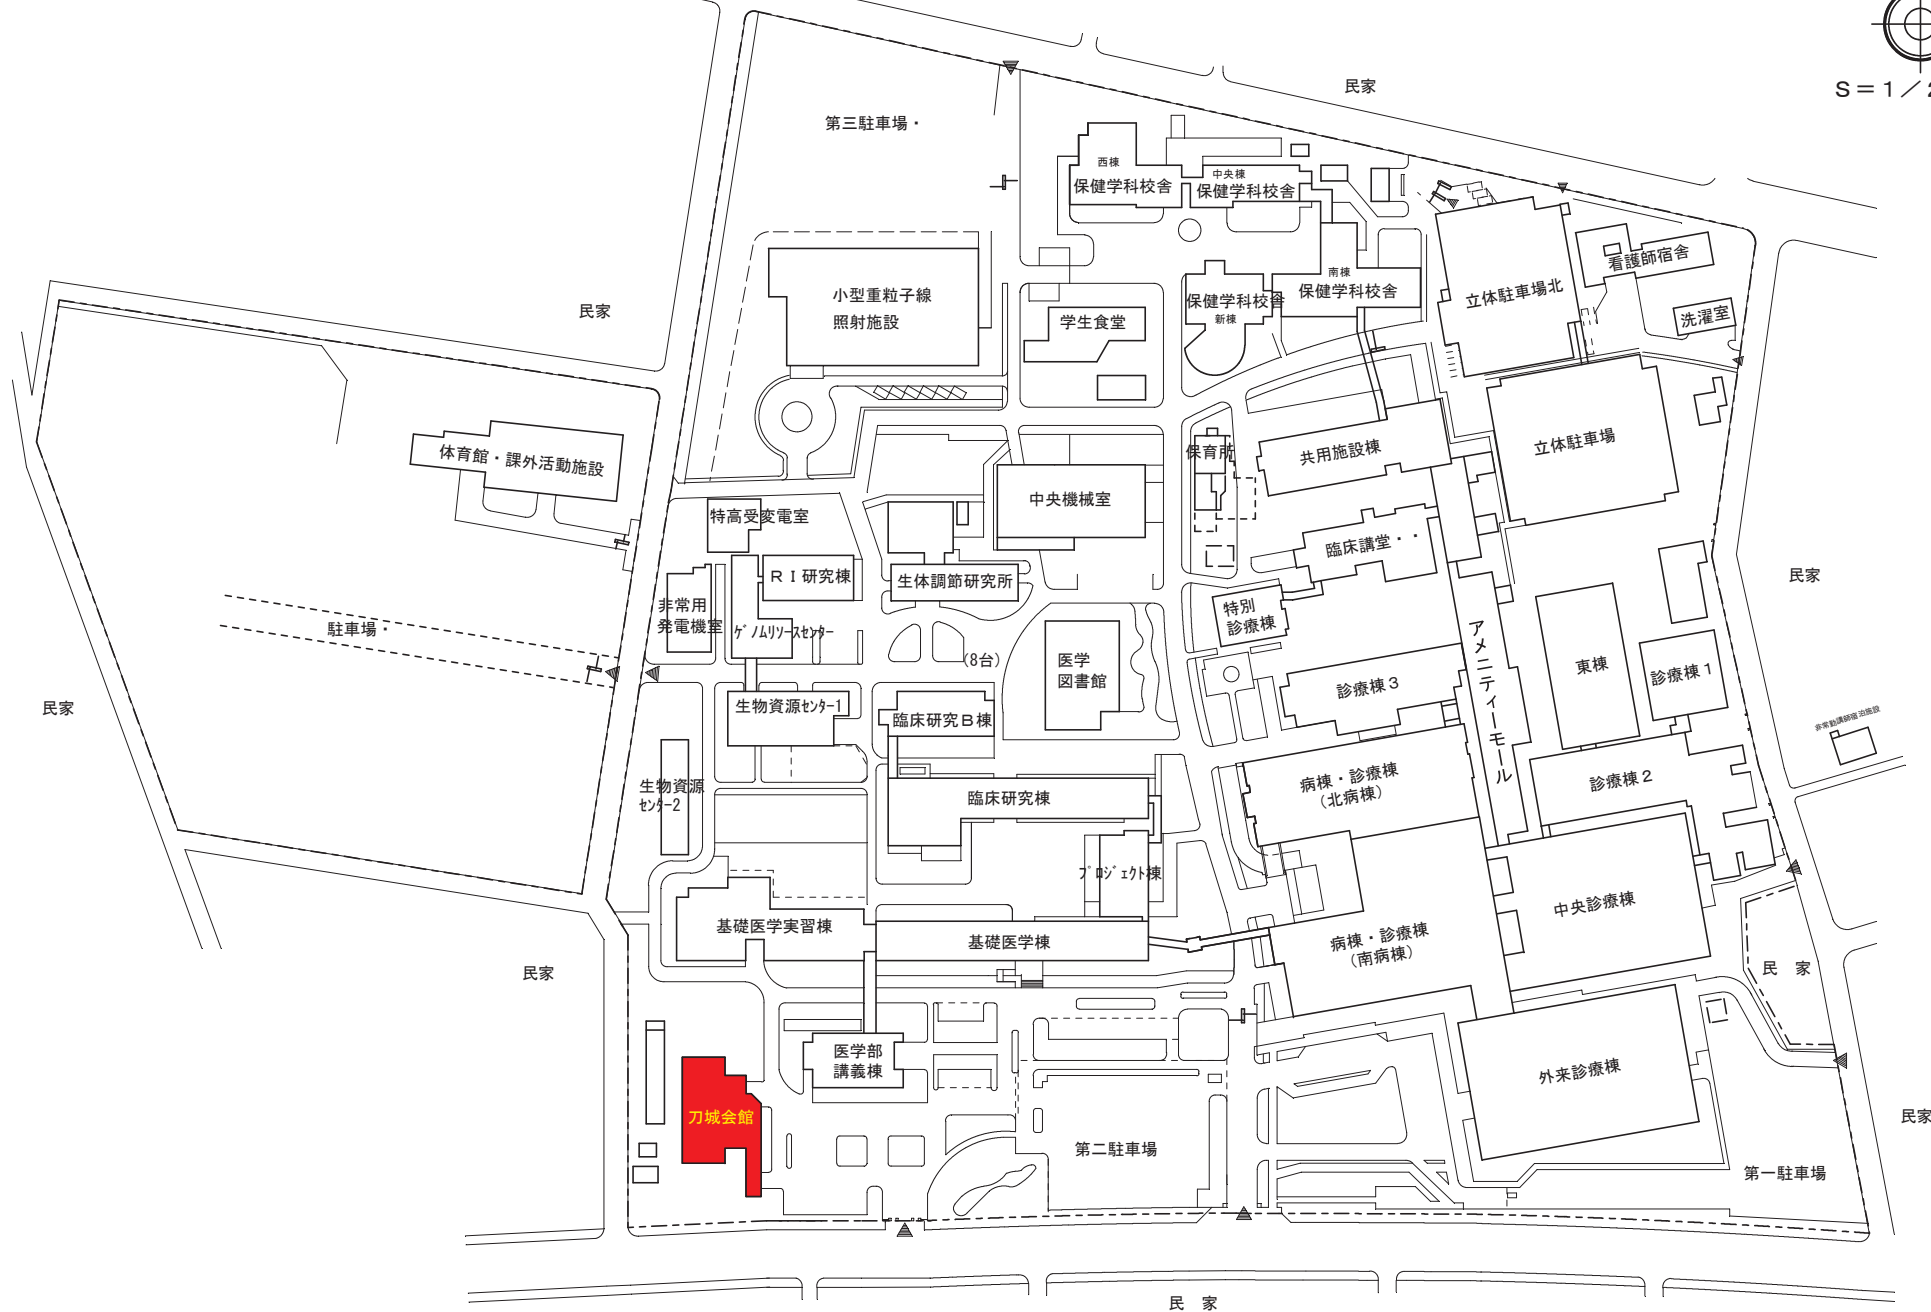 民家
S＝1／2
第三駐車場・
西棟
保健学科校舎
中央棟
保健学科校舎
看護師宿舎
南棟
保健学科校舎
保健学科校舎
新棟
立体駐車場北
洗濯室
小型重粒子線
照射施設
民家
学生食堂
体育館・課外活動施設
保育所
共用施設棟
立体駐車場
中央機械室
特高受変電室
臨床講堂・・
ＲＩ研究棟
生体調節研究所
民家
非常用
発電機室
ｹﾞﾉﾑﾘｿｰｽｾﾝﾀｰ
特別
診療棟
駐車場・
アメニティーモール
(8台)
医学
図書館
東棟
診療棟１
診療棟３
民家
生物資源ｾﾝﾀｰ1
臨床研究Ｂ棟
非常勤講師宿泊施設
生物資源
ｾﾝﾀｰ2
臨床研究棟
病棟・診療棟
（北病棟）
診療棟２
ﾌﾟﾛｼﾞｪｸﾄ棟
中央診療棟
基礎医学実習棟
基礎医学棟
病棟・診療棟
（南病棟）
民家
民　家
医学部
講義棟
外来診療棟
刀城会館
民家
第二駐車場
第一駐車場
民　家